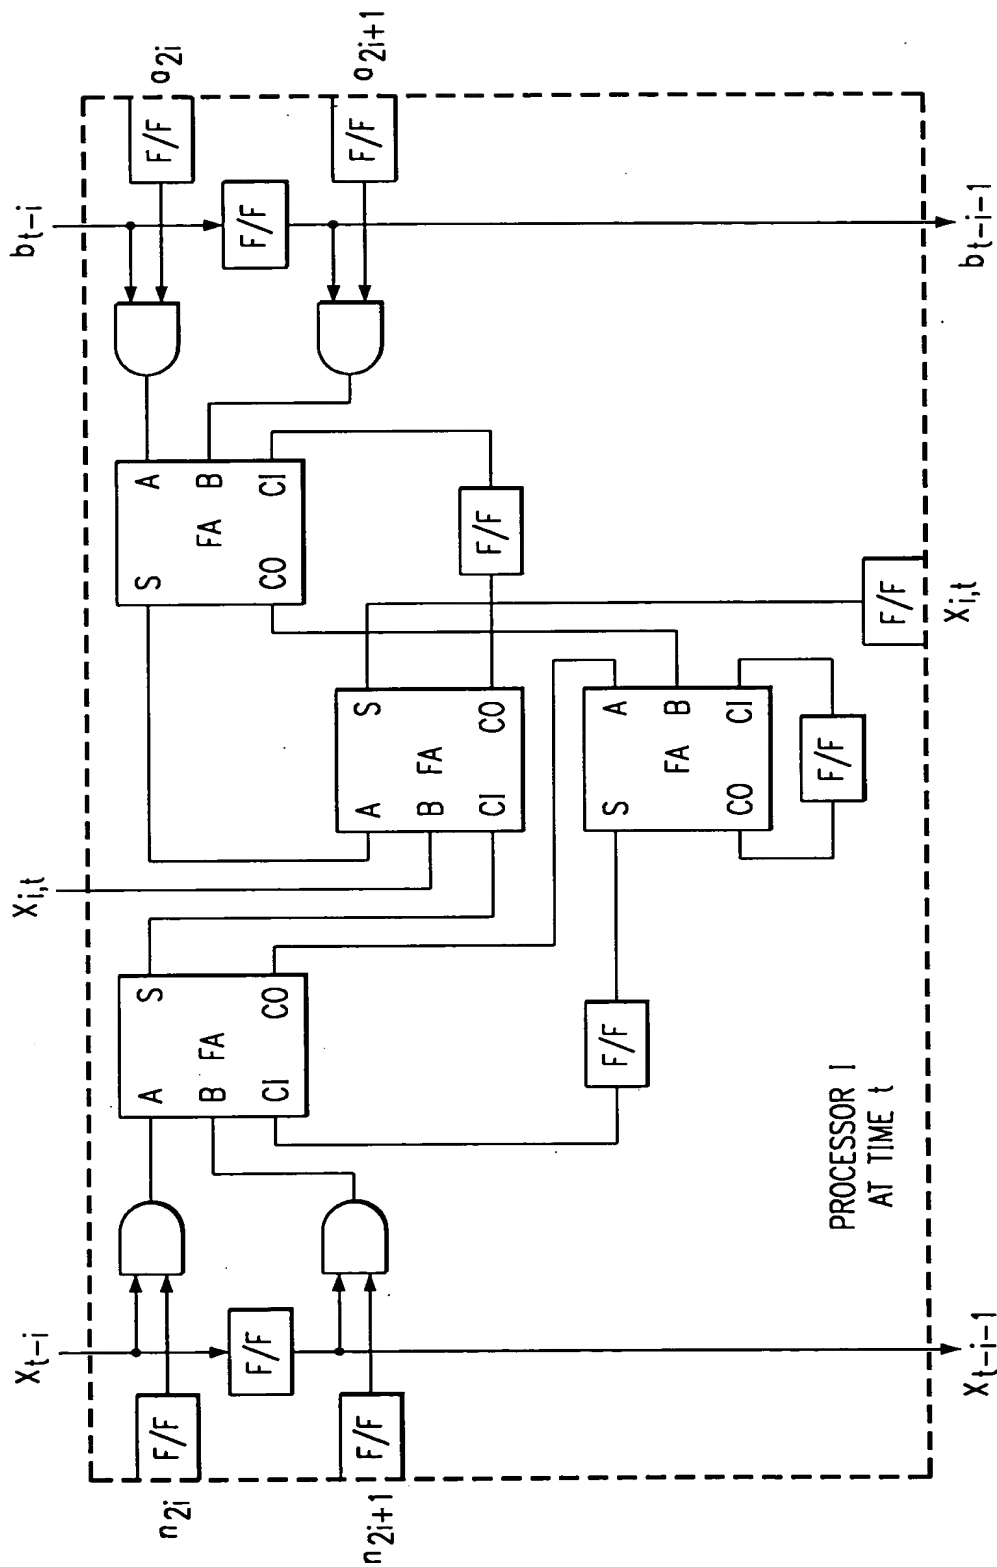 b_{t-i}
a_{2i}
F/F
F/F
a_{2i+1}
F/F
b_{t-i-1}
S
A
FA
B
CO
CI
F/F
X_{i,t}
A
S
B
FA
CI
CO
F/F
X_{i,t}
A
S
B
FA
CI
CO
S
A
FA
B
CO
CI
F/F
F/F
X_{t-i}
n_{2i}
F/F
F/F
n_{2i+1}
F/F
X_{t-i-1}
PROCESSOR I
AT TIME t